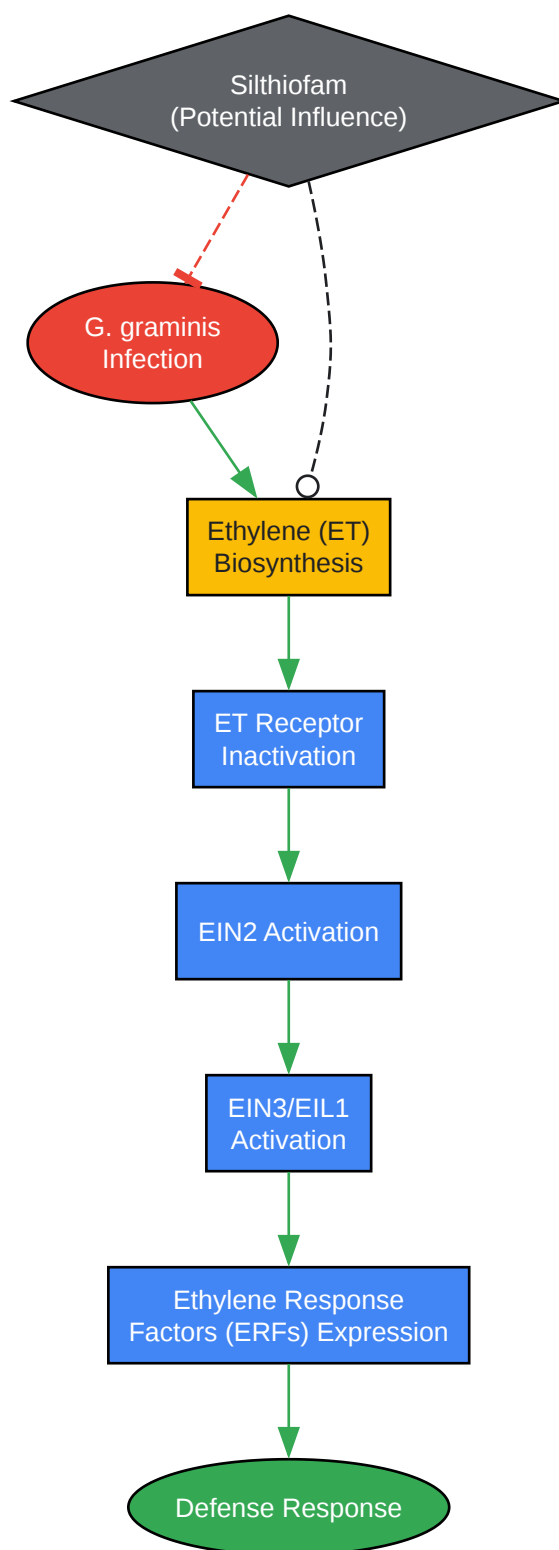 Silthiofam
(Potential Influence)
G. graminis
Infection
Ethylene (ET)
Biosynthesis
ET Receptor
Inactivation
EIN2 Activation
EIN3/EIL1
Activation
Ethylene Response
Factors (ERFs) Expression
Defense Response